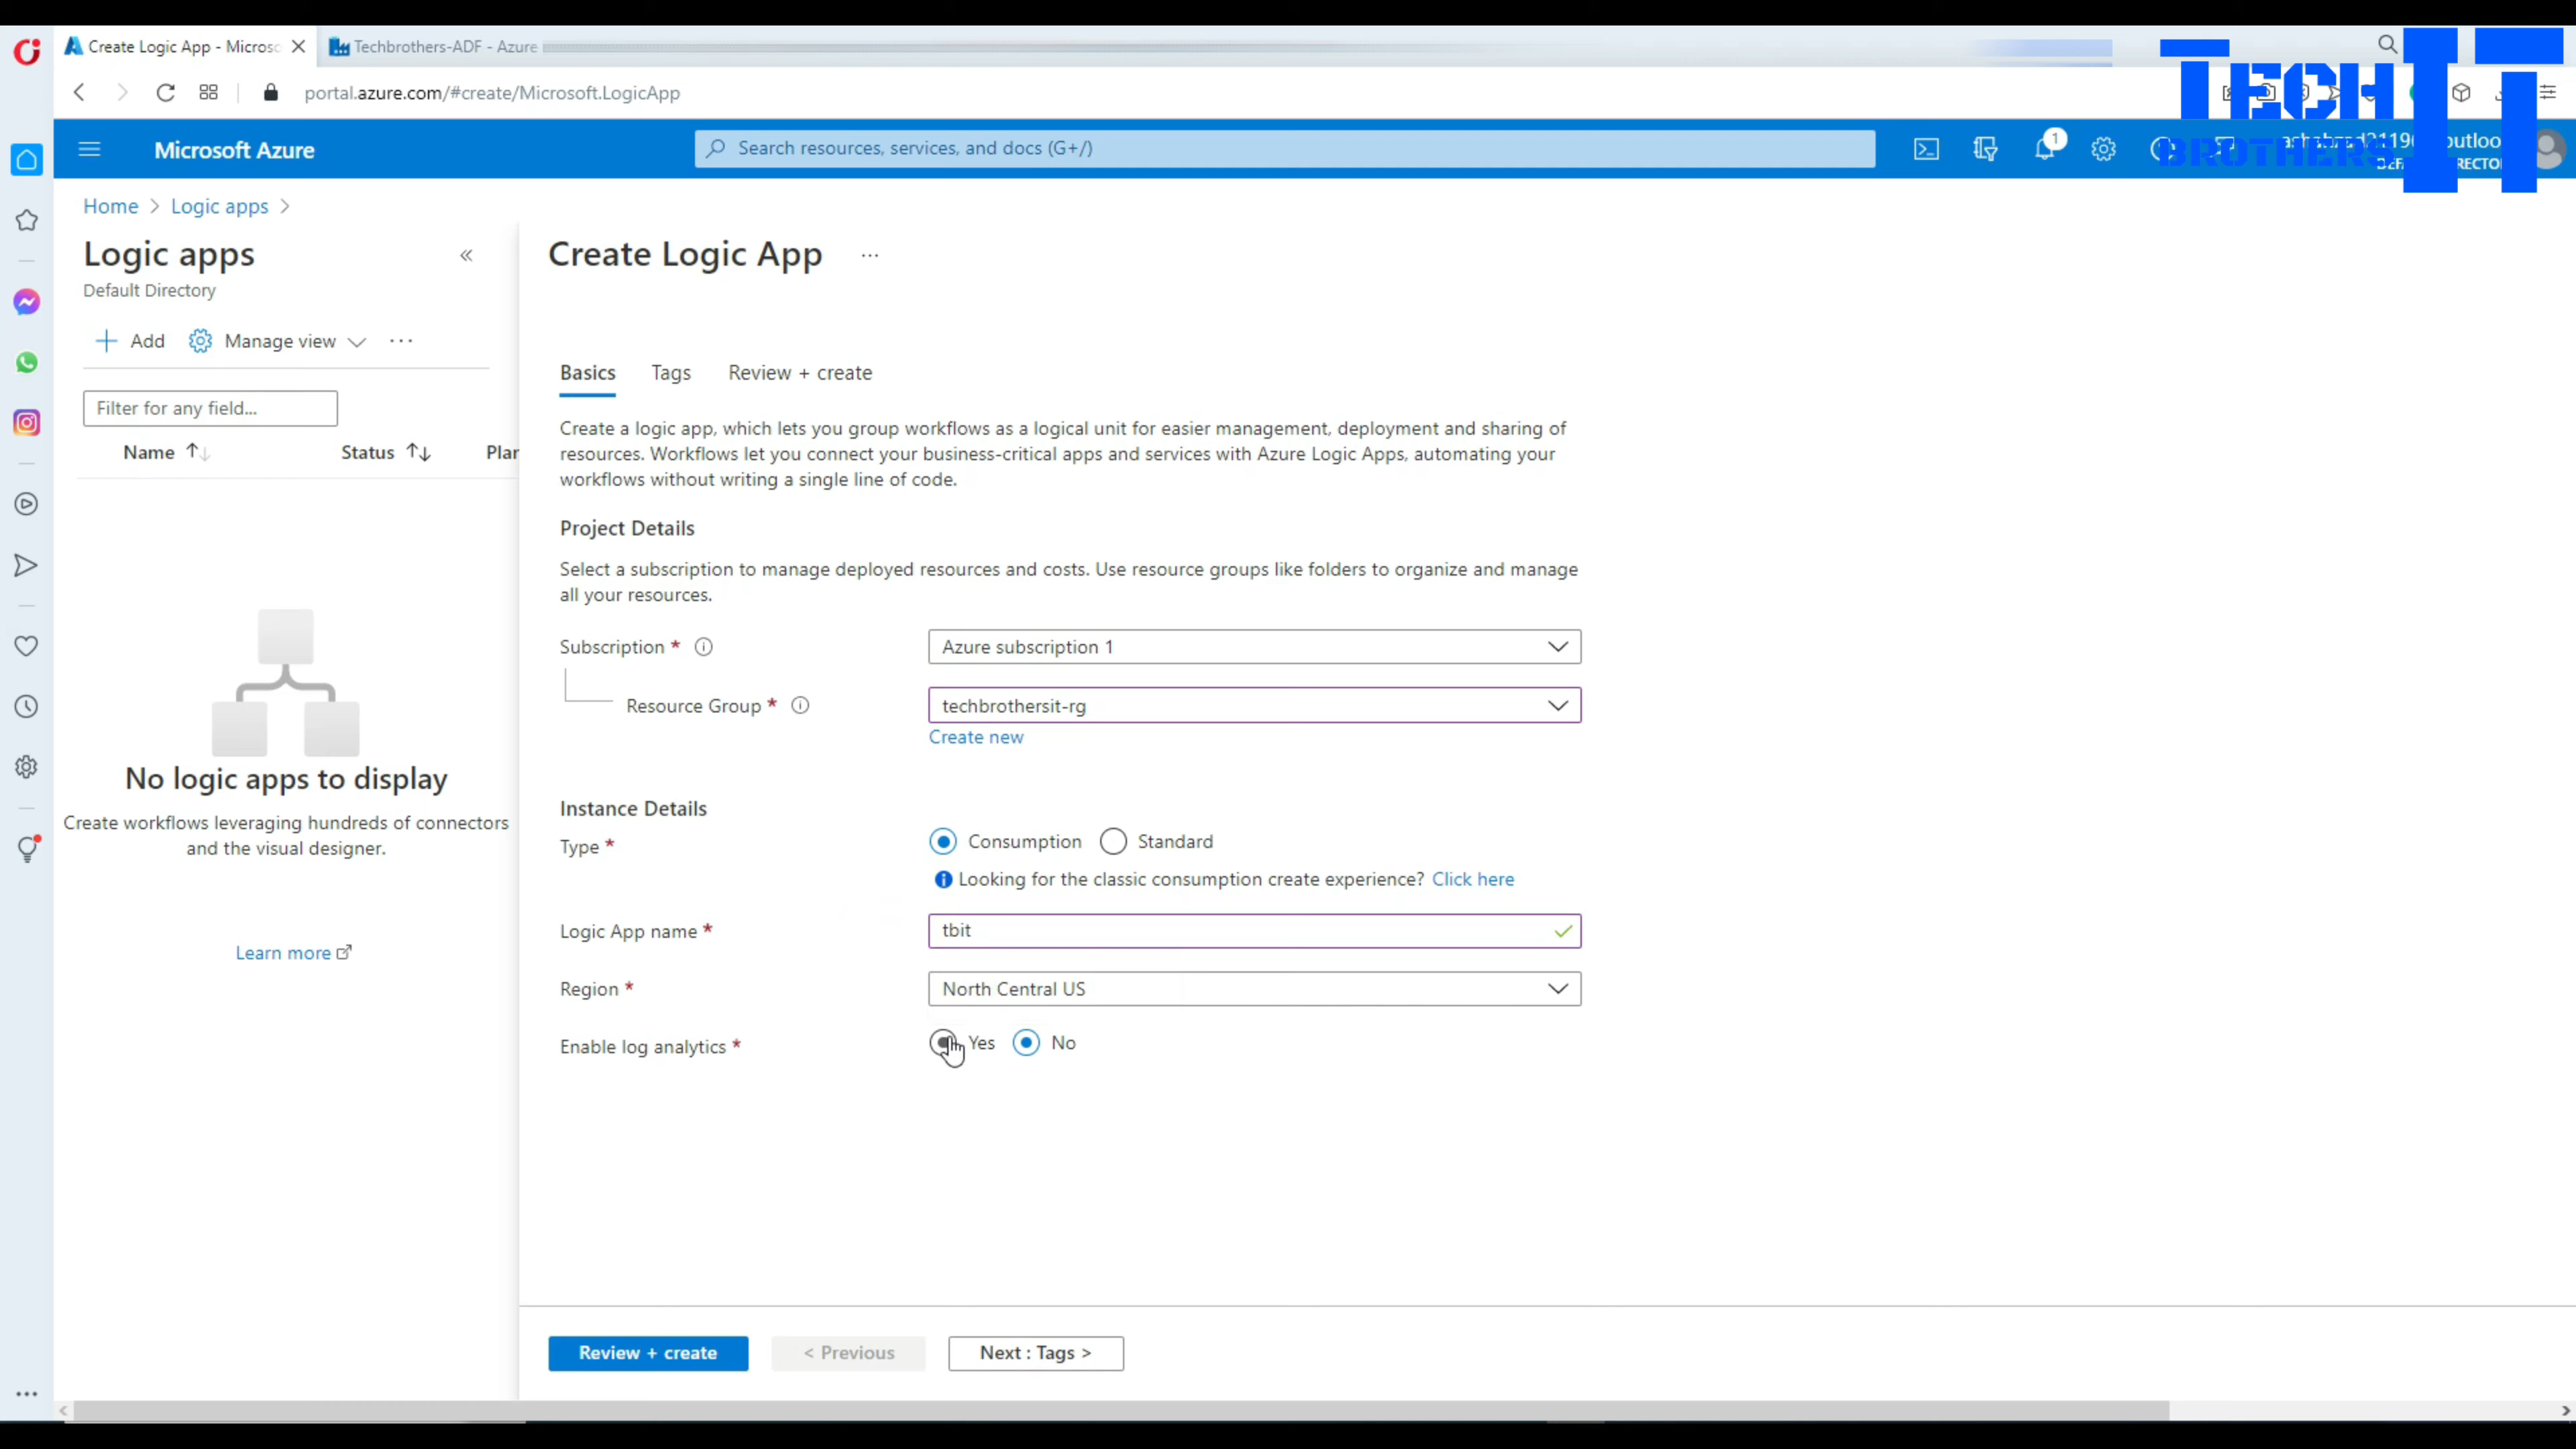 Create Logic App - Micros
Techbrothers-ADF - Azure
portal.azure.com/#create/Microsoft.LogicApp
TECH IT
BROTHERS
Microsoft Azure
Search resources, services, and docs (G+/)
1
Home > Logic apps >
Logic apps
Default Directory
Create Logic App
Add
Manage view
Filter for any field...
Name
Status
Plan
No logic apps to display
Create workflows leveraging hundreds of connectors
and the visual designer.
Learn more
Basics
Tags
Review + create
Create a logic app, which lets you group workflows as a logical unit for easier management, deployment and sharing of
resources. Workflows let you connect your business-critical apps and services with Azure Logic Apps, automating your
workflows without writing a single line of code.
Project Details
Select a subscription to manage deployed resources and costs. Use resource groups like folders to organize and manage
all your resources.
Subscription *
Azure subscription 1
Resource Group *
techbrothersit-rg
Create new
Instance Details
Type *
Consumption
Standard
Looking for the classic consumption create experience? Click here
Logic App name *
tbit
Region *
North Central US
Enable log analytics *
Yes
No
Review + create
< Previous
Next : Tags >